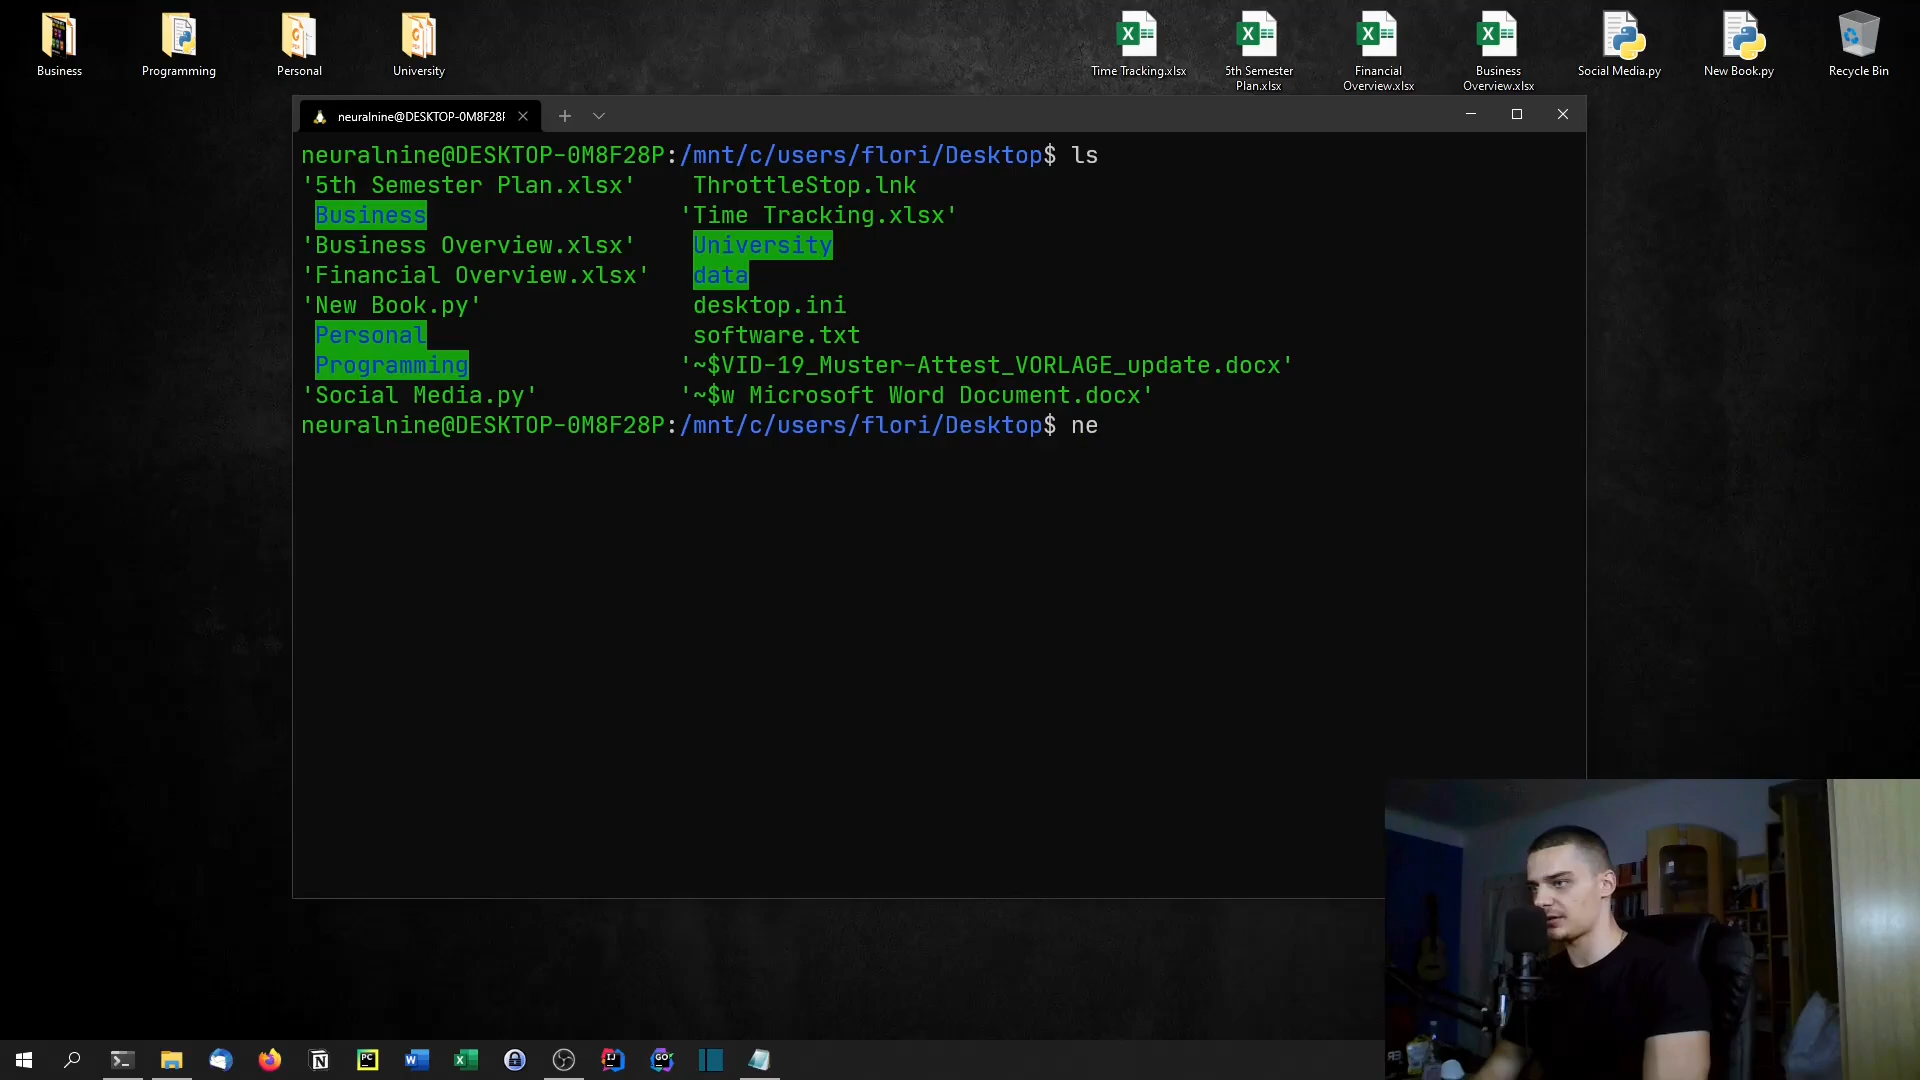 Business
Programming
Personal
University
Time Tracking.xlsx
5th Semester
Plan.xlsx
Financial
Overview.xlsx
Business
Overview.xlsx
Social Media.py
New Book.py
Recycle Bin
neuralnine@DESKTOP-0M8F28F
neuralnine@DESKTOP-0M8F28P:/mnt/c/users/flori/Desktop$ ls
'5th Semester Plan.xlsx' ThrottleStop.lnk
Business 'Time Tracking.xlsx'
'Business Overview.xlsx' University
'Financial Overview.xlsx' data
'New Book.py' desktop.ini
Personal software.txt
Programming '~$VID-19_Muster-Attest_VORLAGE_update.docx'
'Social Media.py' '~$w Microsoft Word Document.docx'
neuralnine@DESKTOP-0M8F28P:/mnt/c/users/flori/Desktop$ ne